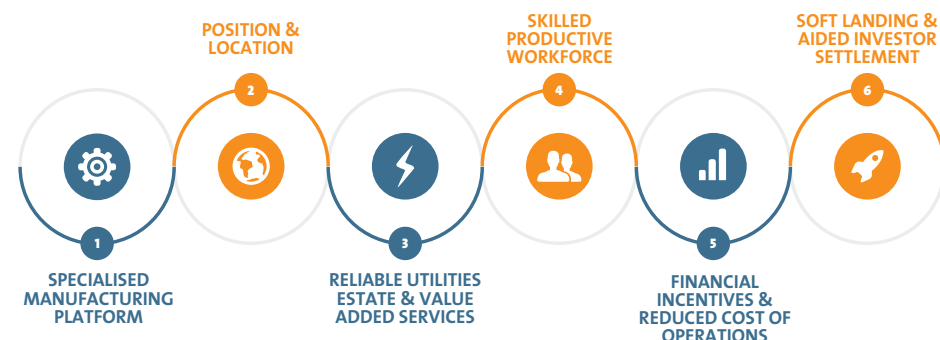 1
SPECIALISED
MANUFACTURING
PLATFORM
POSITION &
LOCATION
2
3
RELIABLE UTILITIES
ESTATE & VALUE
ADDED SERVICES
SKILLED
PRODUCTIVE
WORKFORCE
4
5
FINANCIAL
INCENTIVES &
REDUCED COST OF
OPERATIONS
SOFT LANDING &
AIDED INVESTOR
SETTLEMENT
6